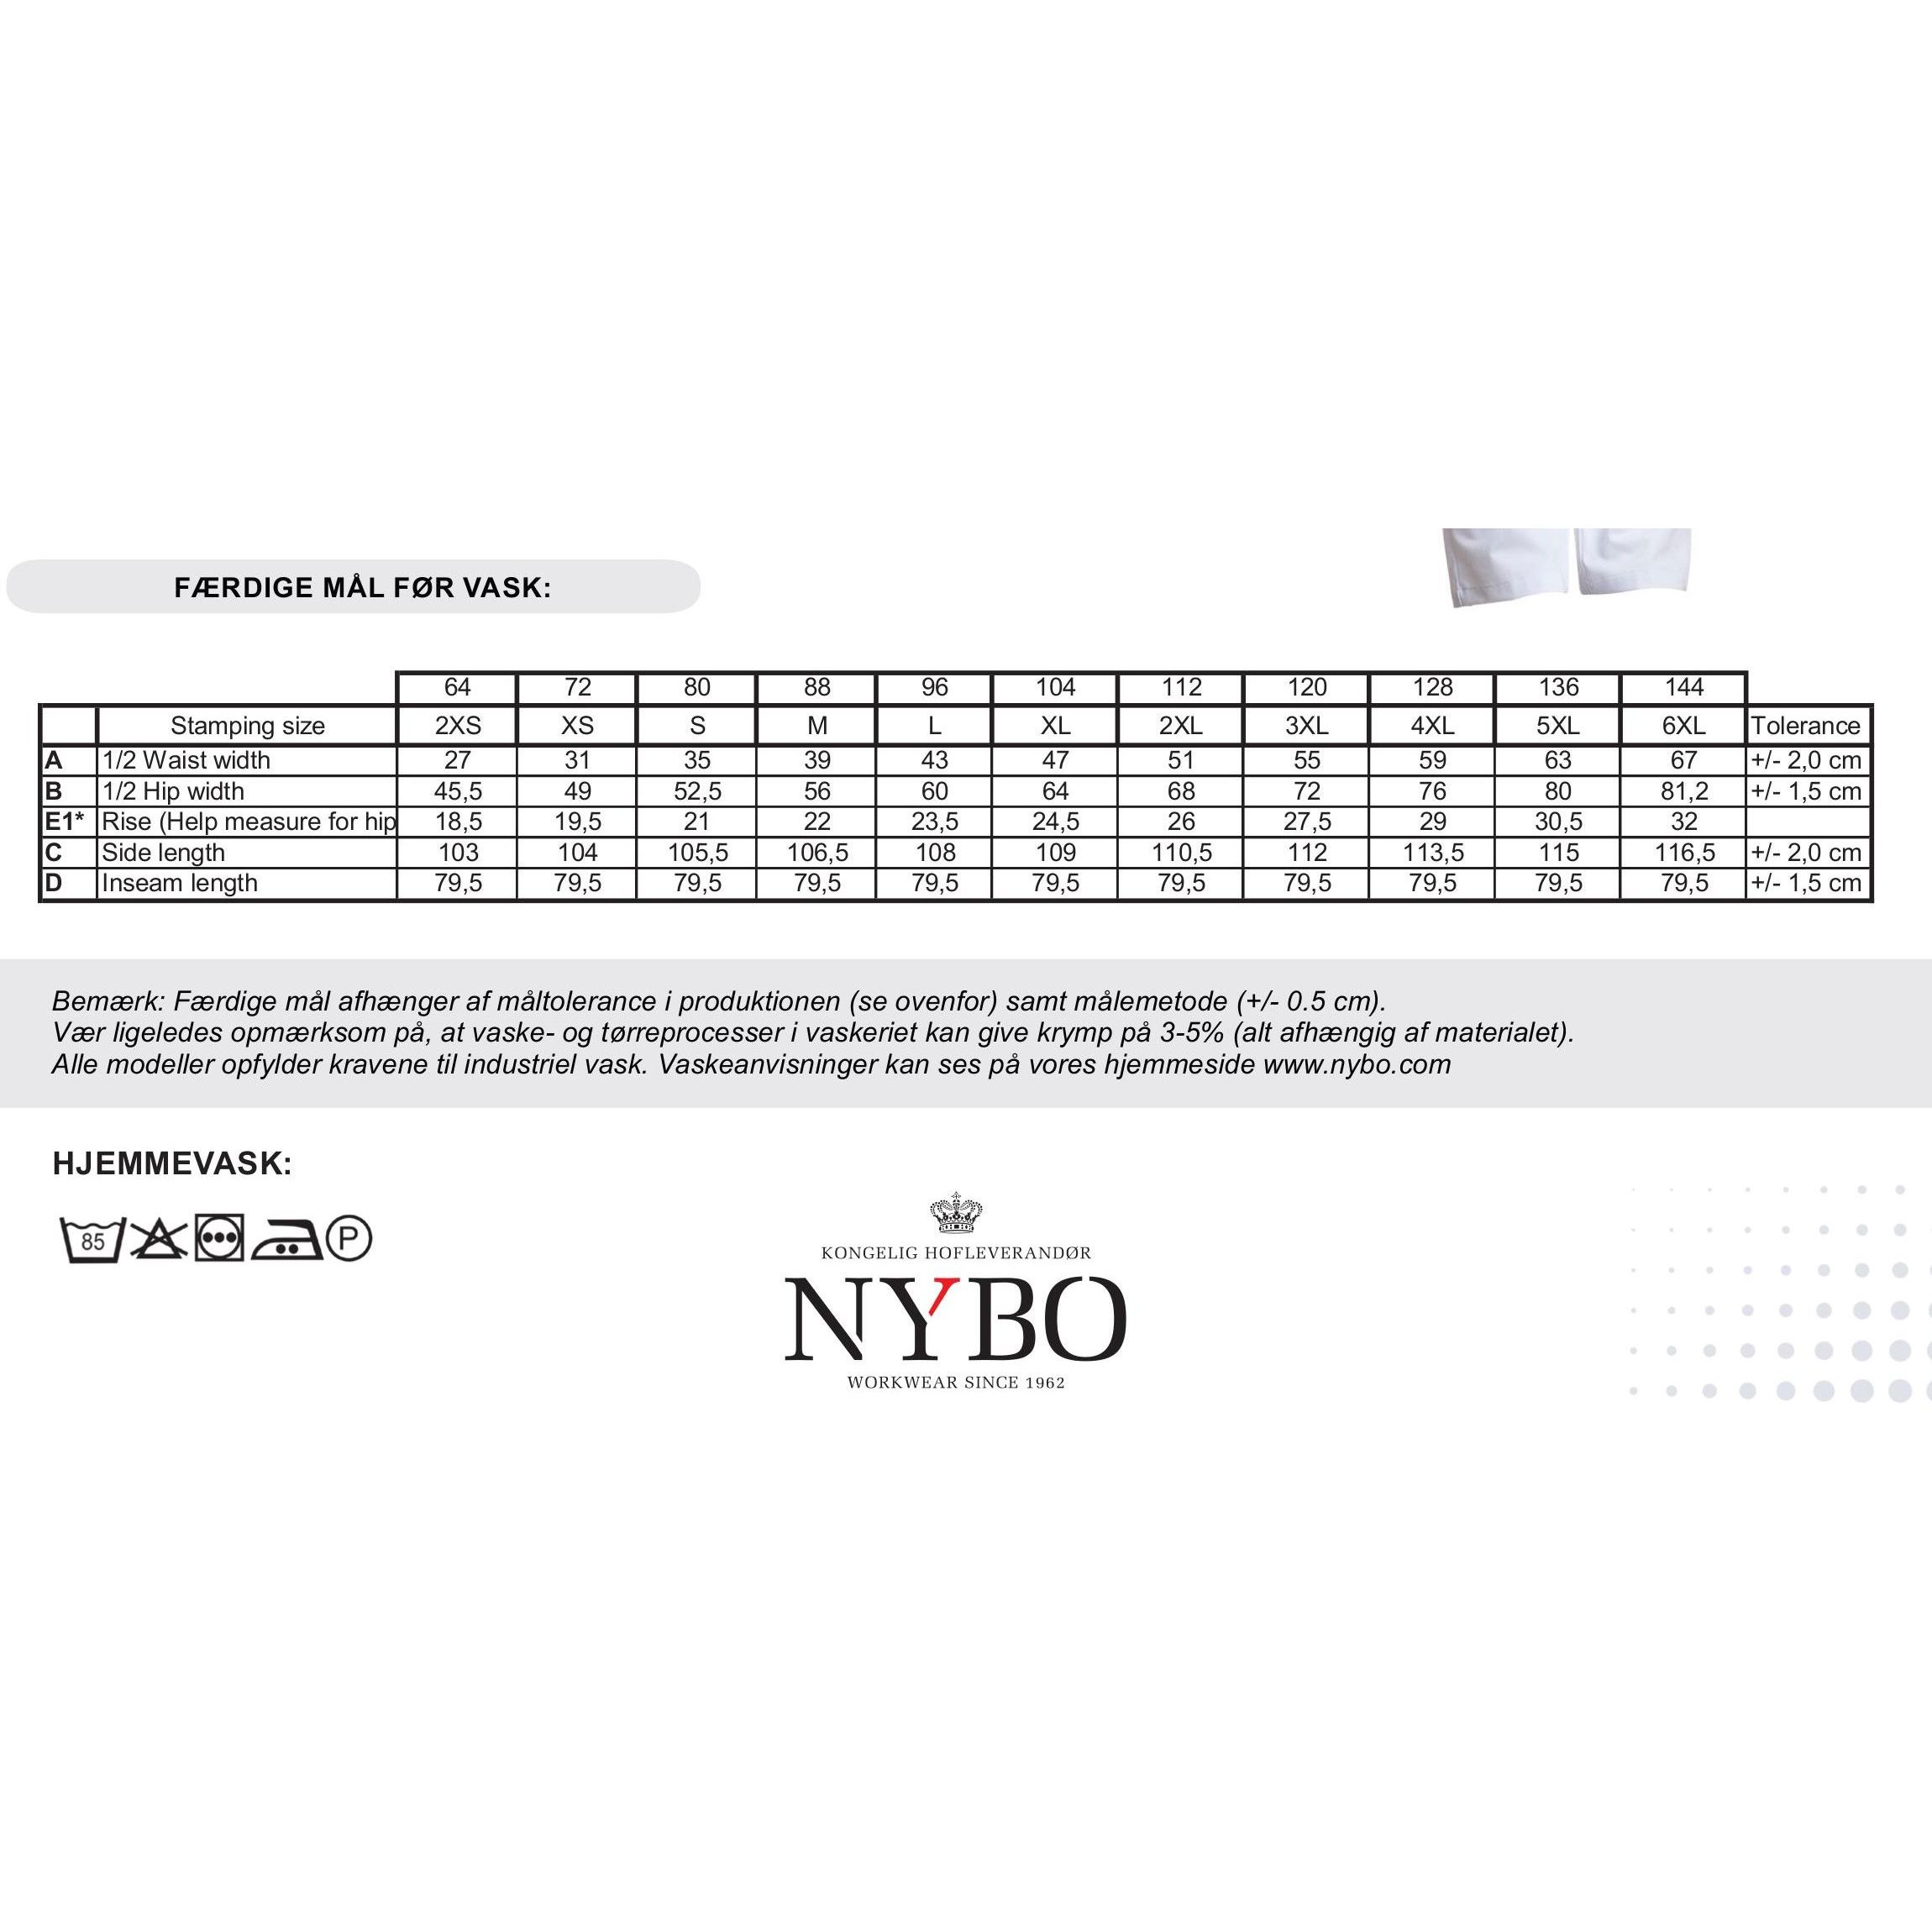 FÆRDIGE MÅL FØR VASK:
64 72 80 88 96 104 112 120 128 136 144
Stamping size 2XS XS S M L XL 2XL 3XL 4XL 5XL 6XL Tolerance
A 1/2 Waist width 27 31 35 39 43 47 51 55 59 63 67 +/- 2,0 cm
B 1/2 Hip width 45,5 49 52,5 56 60 64 68 72 76 80 81,2 +/- 1,5 cm
E1* Rise (Help measure for hip 18,5 19,5 21 22 23,5 24,5 26 27,5 29 30,5 32
C Side length 103 104 105,5 106,5 108 109 110,5 112 113,5 115 116,5 +/- 2,0 cm
D Inseam length 79,5 79,5 79,5 79,5 79,5 79,5 79,5 79,5 79,5 79,5 79,5 +/- 1,5 cm
Bemærk: Færdige mål afhænger af måltolerance i produktionen (se ovenfor) samt målemetode (+/- 0.5 cm).
Vær ligeledes opmærksom på, at vaske- og tørreprocesser i vaskeriet kan give krymp på 3-5% (alt afhængig af materialet).
Alle modeller opfylder kravene til industriel vask. Vaskeanvisninger kan ses på vores hjemmeside www.nybo.com
HJEMMEVASK:
85 P
KONGELIG HOFLEVERANDØR
NYBO
WORKWEAR SINCE 1962